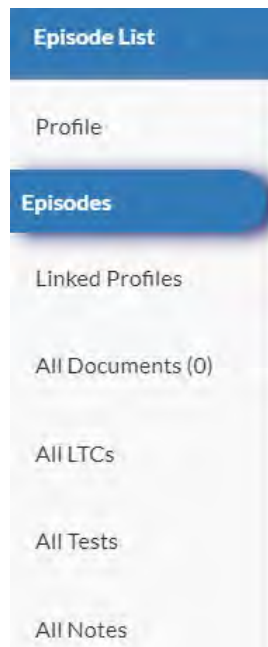 Episode List
Profile
Episodes
Linked Profiles
All Documents (0)
All LTCs
All Tests
All Notes